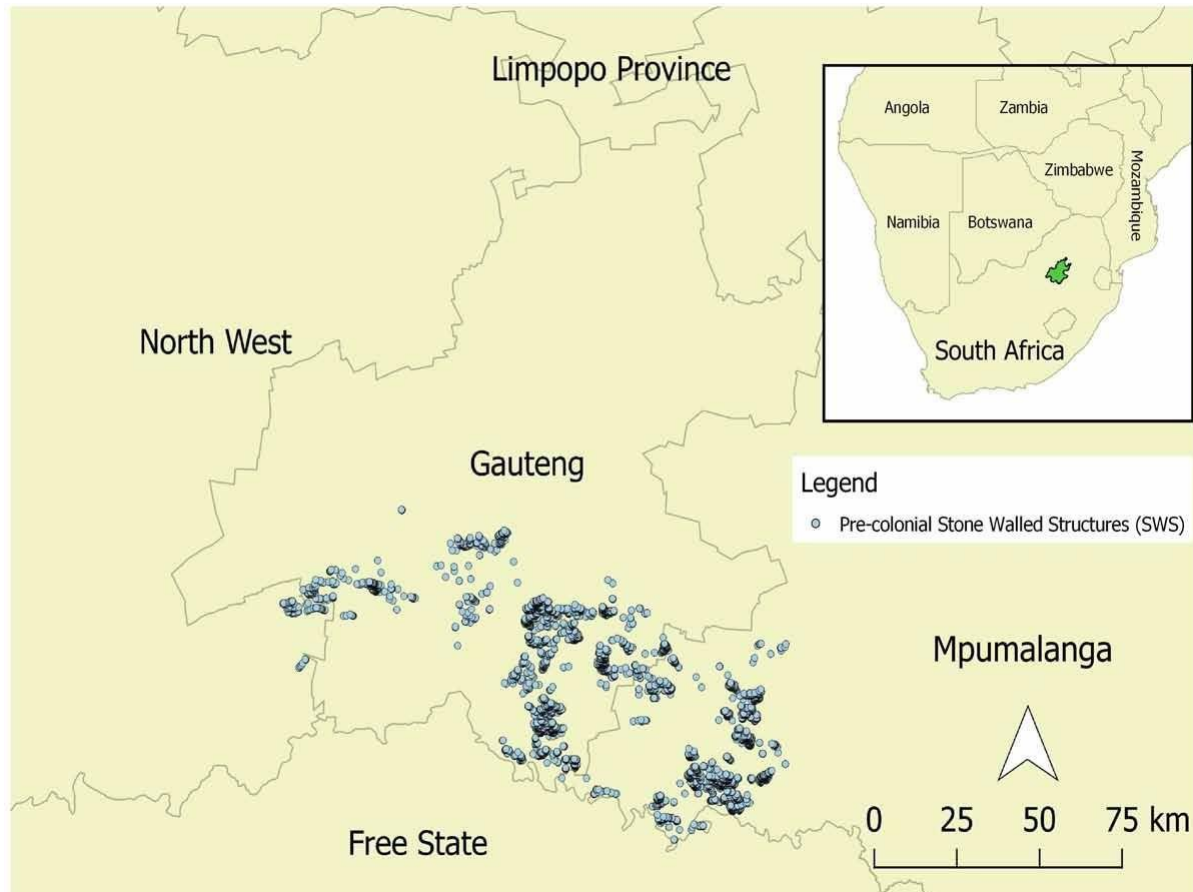 Limpopo Province
Angola
Zambia
Zimbabwe
Mozambique
Namibia
Botswana
South Africa
North West
Gauteng
Legend
Pre-colonial Stone Walled Structures (SWS)
Mpumalanga
Free State
0 25 50 75 km